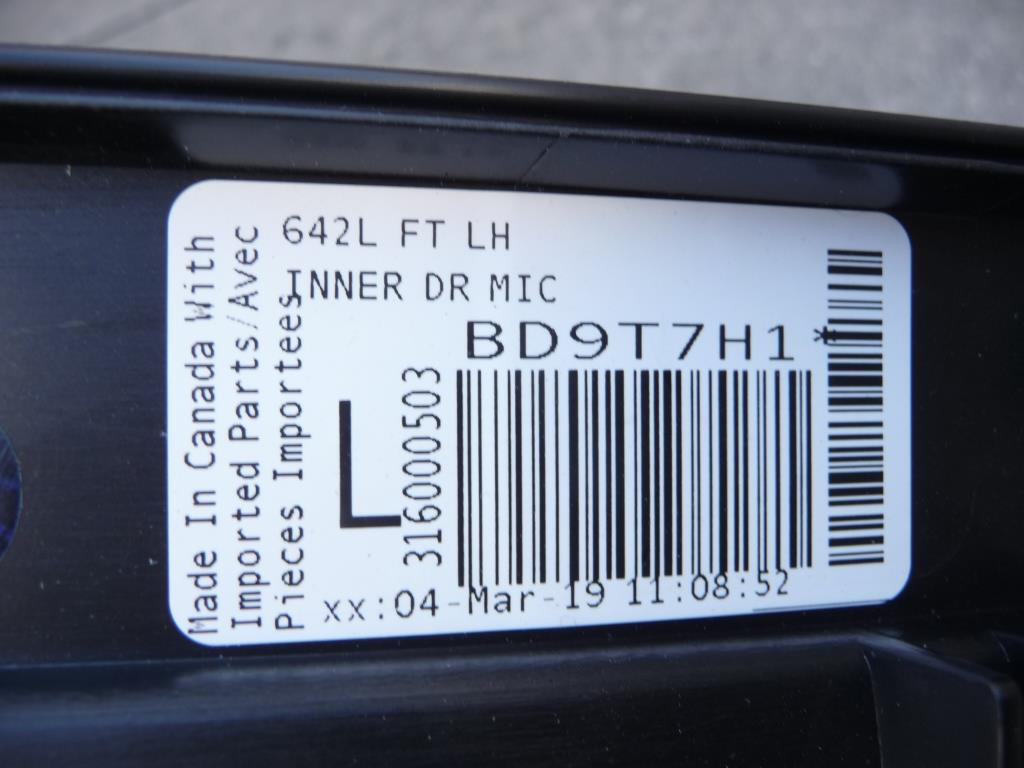 642L FT LH
INNER DR MIC
BD9T7H1*
L
316000503
xx:04-Mar-19 11:08:52
Made In Canada With
Imported Parts/Avec
Pieces Importees